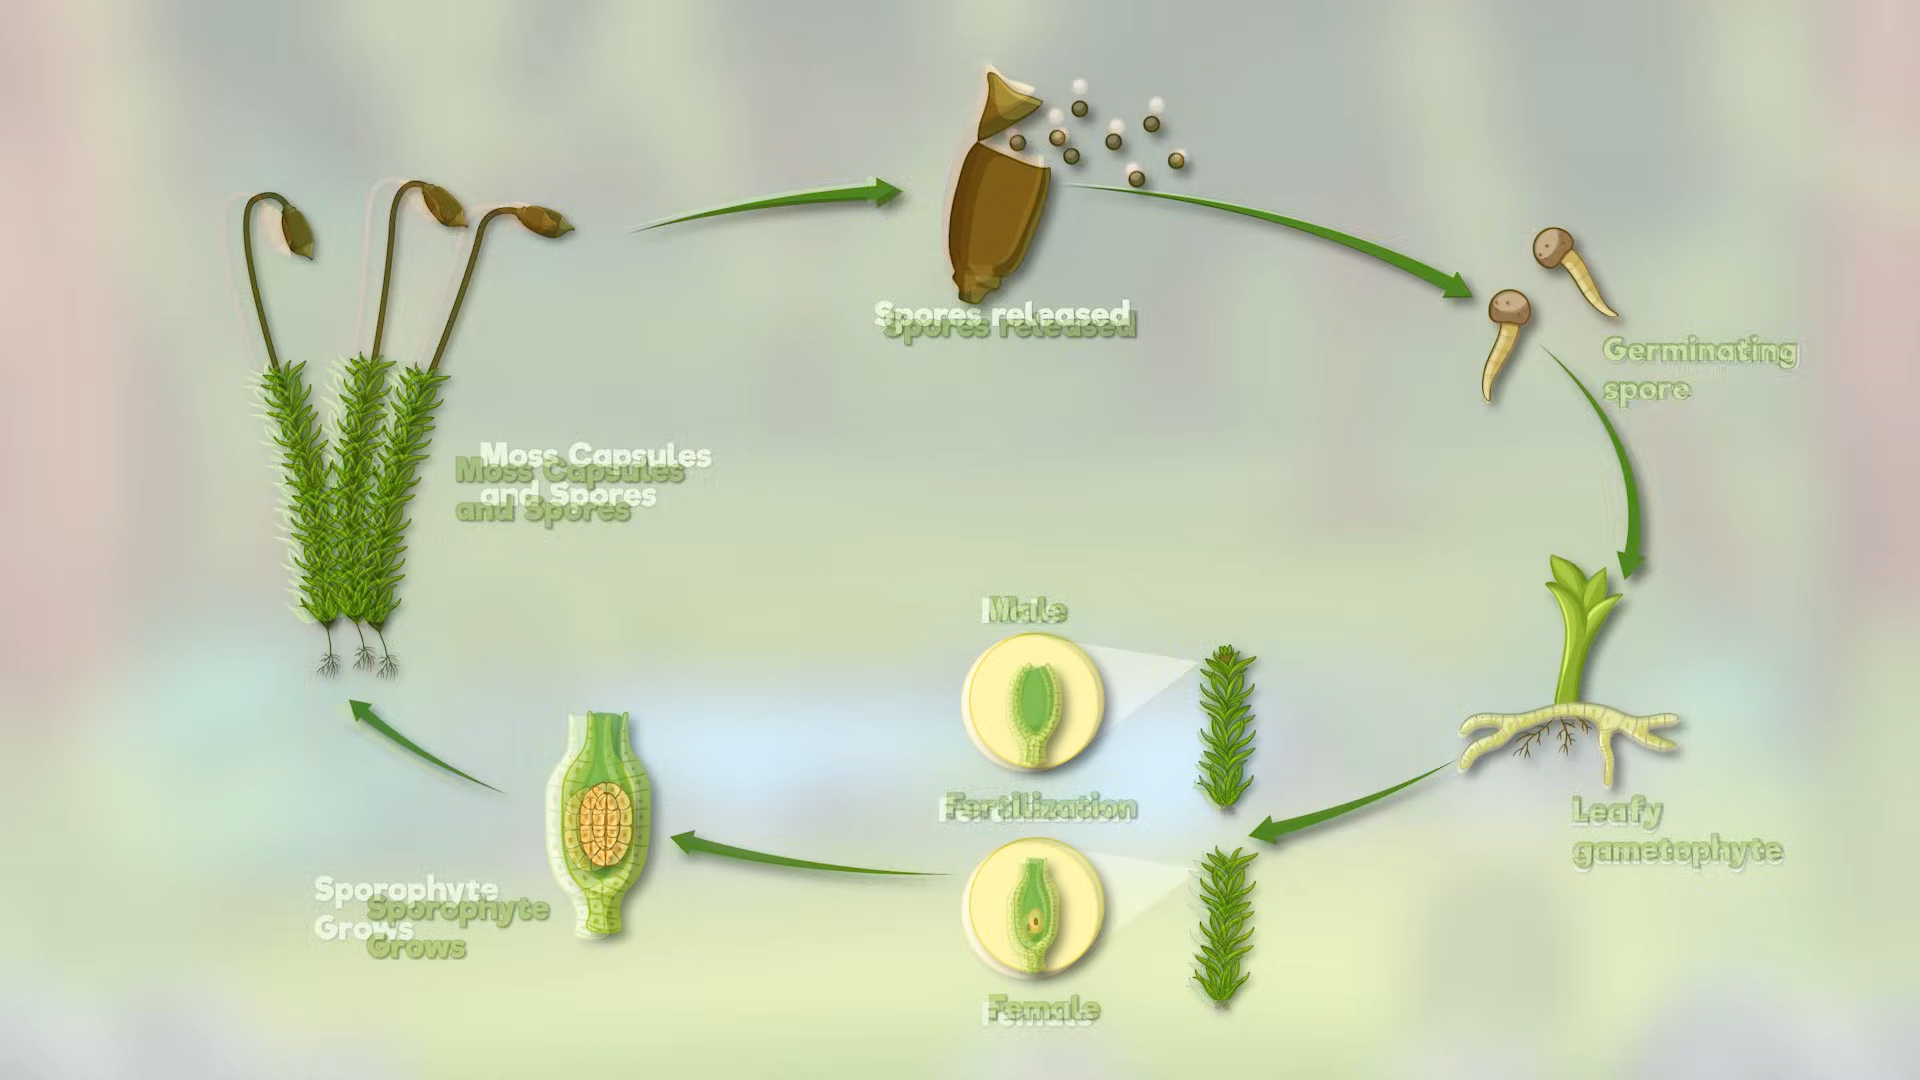 Spores released
Germinating
spore
Moss Capsules
and Spores
Male
Fertilization
Leafy
gametophyte
Sporophyte
Grows
Female